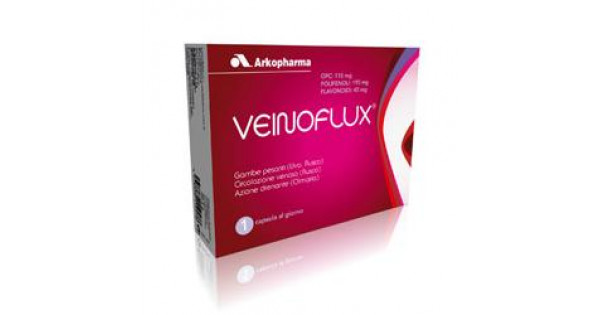 Arkopharma
OPC: 110 mg
POLIFENOLI: 190 mg
FLAVONOIDI: 40 mg
VEINOFLUX®
Gambe pesanti (Uva, Rusco)
Circolazione venosa (Rusco)
Azione drenante (Olmaria)
1 capsula al giorno